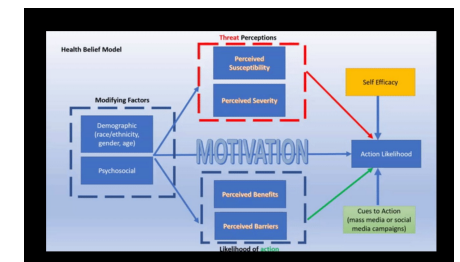 Threat Perceptions
Health Belief Model
Perceived
Susceptibility
Self Efficacy
Modifying Factors
Perceived Severity
Demographic
(race/ethnicity,
gender, age)
MOTIVATION
Action Likelihood
Psychosocial
Perceived Benefits
Cues to Action
(mass media or social
media campaigns)
Perceived Barriers
Likelihood of action